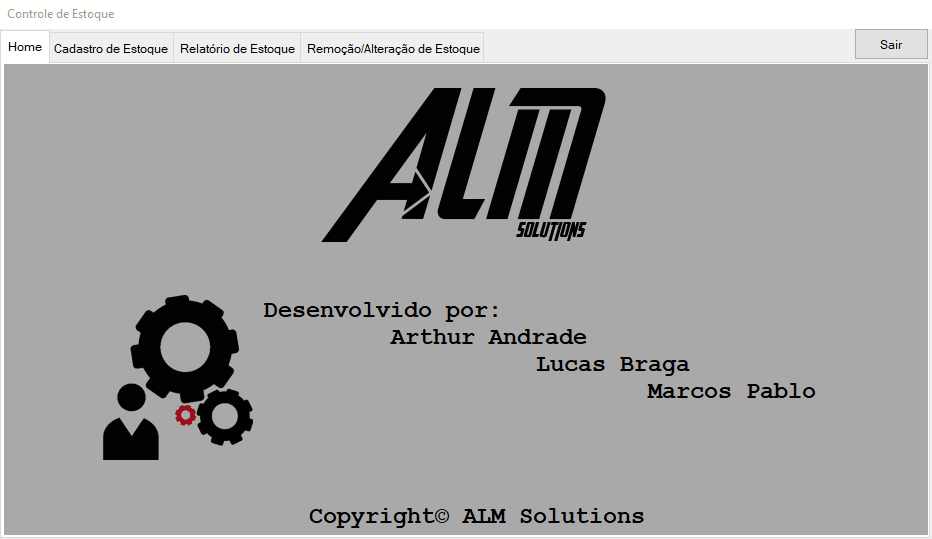 Controle de Estoque
Home Cadastro de Estoque Relatório de Estoque Remoção/Alteração de Estoque Sair
ALM
SOLUTIONS
Desenvolvido por:
Arthur Andrade
Lucas Braga
Marcos Pablo
Copyright© ALM Solutions